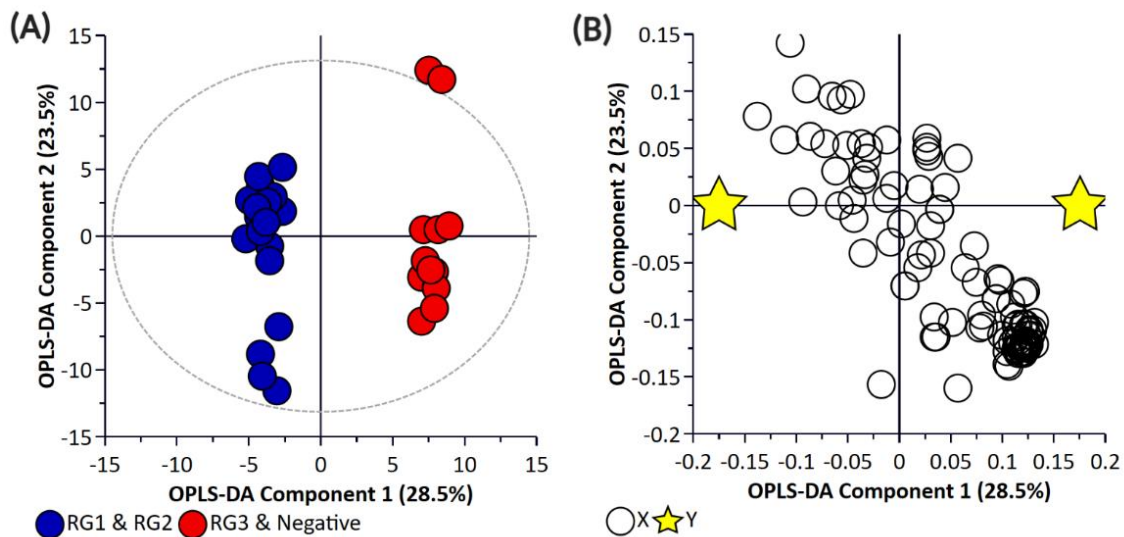 (A)
OPLS-DA Component 2 (23.5%)
15
10
5
0
-5
-10
-15
-15 -10 -5 0 5 10 15
OPLS-DA Component 1 (28.5%)
RG1 & RG2 RG3 & Negative
(B)
OPLS-DA Component 2 (23.5%)
0.15
0.1
0.05
0
-0.05
-0.1
-0.15
-0.2
-0.2 -0.15 -0.1 -0.05 0 0.05 0.1 0.15 0.2
OPLS-DA Component 1 (28.5%)
X Y